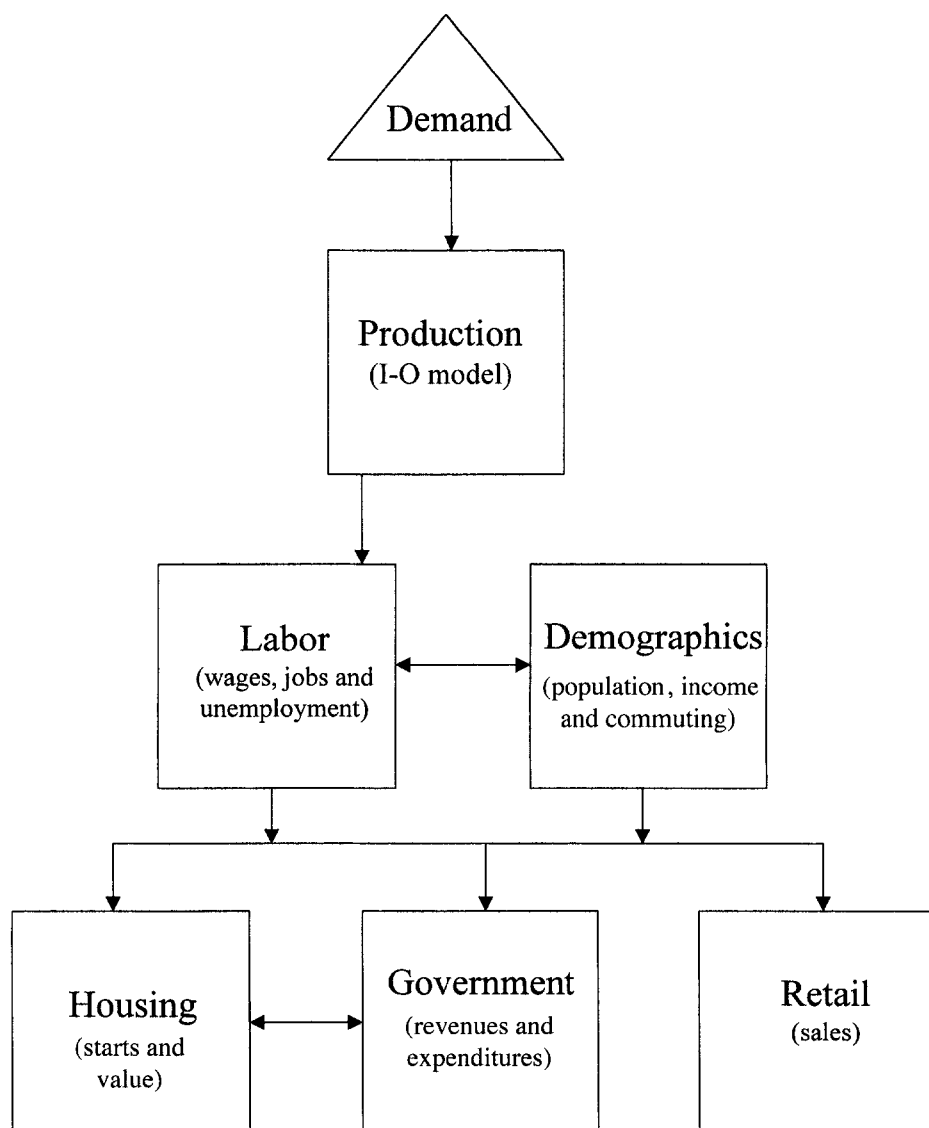 Demand
Production
(I-O model)
Labor
(wages, jobs and
unemployment)
Demographics
(population, income
and commuting)
Housing
(starts and
value)
Government
(revenues and
expenditures)
Retail
(sales)